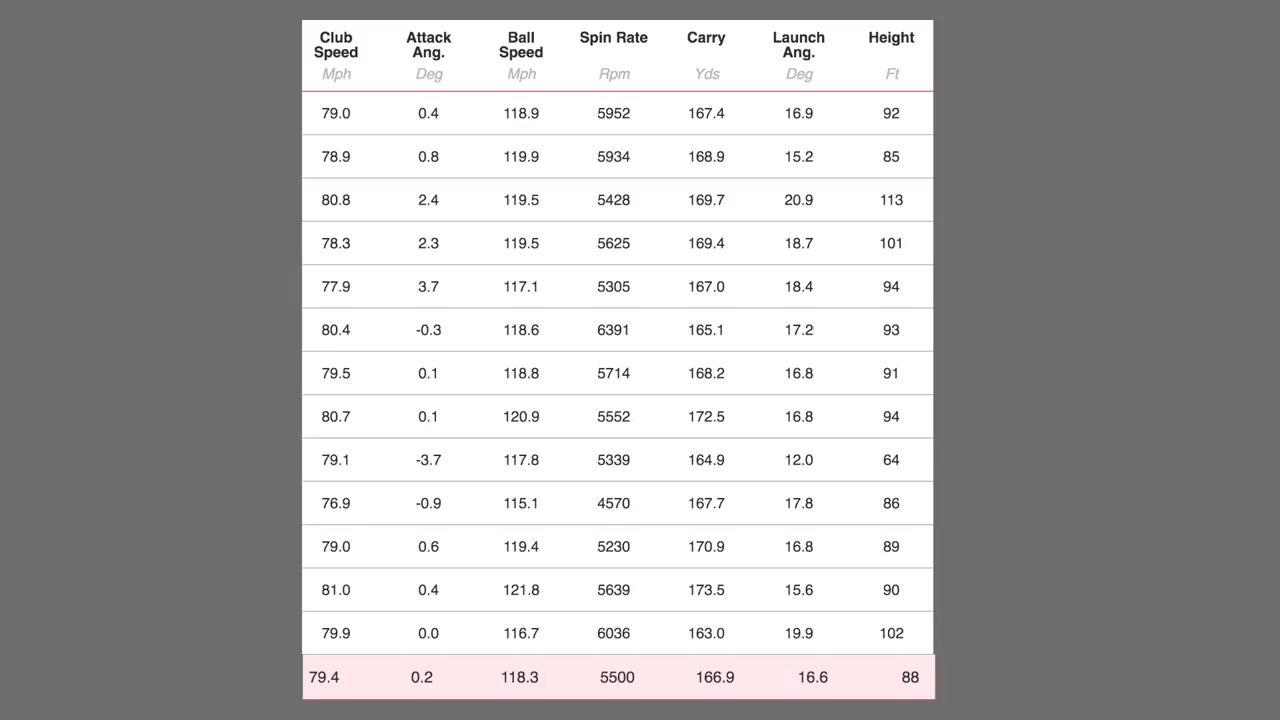 Club Speed Attack Ang. Ball Speed Spin Rate Carry Launch Ang. Height
Mph Deg Mph Rpm Yds Deg Ft
79.0 0.4 118.9 5952 167.4 16.9 92
78.9 0.8 119.9 5934 168.9 15.2 85
80.8 2.4 119.5 5428 169.7 20.9 113
78.3 2.3 119.5 5625 169.4 18.7 101
77.9 3.7 117.1 5305 167.0 18.4 94
80.4 -0.3 118.6 6391 165.1 17.2 93
79.5 0.1 118.8 5714 168.2 16.8 91
80.7 0.1 120.9 5552 172.5 16.8 94
79.1 -3.7 117.8 5339 164.9 12.0 64
76.9 -0.9 115.1 4570 167.7 17.8 86
79.0 0.6 119.4 5230 170.9 16.8 89
81.0 0.4 121.8 5639 173.5 15.6 90
79.9 0.0 116.7 6036 163.0 19.9 102
79.4 0.2 118.3 5500 166.9 16.6 88